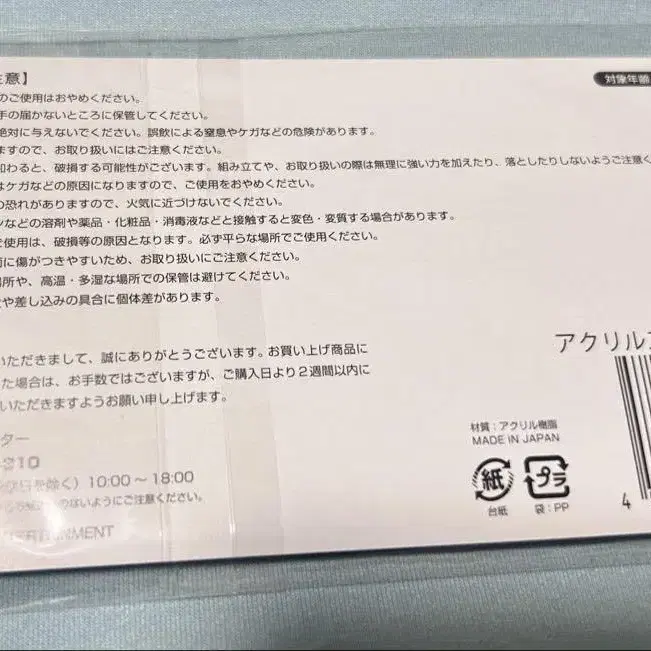 注意】
対象年齢
のご使用はおやめください。
手の届かないところに保管してください。
絶対に与えないでください。誤飲による窒息やケガなどの危険があります。
ますので、お取り扱いにはご注意ください。
加わると、破損する可能性がございます。組み立てや、お取り扱いの際は無理に強い力を加えたり、落としたりしないようご注意く
はケガなどの原因になりますので、ご使用をおやめください。
の恐れがありますので、火気に近づけないでください。
ンなどの溶剤や薬品・化粧品・消毒液などと接触すると変色・変質する場合があります。
ご使用は、破損等の原因となります。必ず平らな場所でご使用ください。
面に傷がつきやすいため、お取り扱いにご注意ください。
場所や、高温・多湿な場所での保管は避けてください。
や差し込みの具合に個体差があります。
アクリルス
いただきまして、誠にありがとうございます。お買い上げ商品に
た場合は、お手数ではございますが、ご購入日より2週間以内に
いただきますようお願い申し上げます。
ター
-210
を除く）10:00～18:00
のないようにご注意ください。
ERTAINMENT
材質：アクリル樹脂
MADE IN JAPAN
紙 プラ
台紙 袋：PP
4